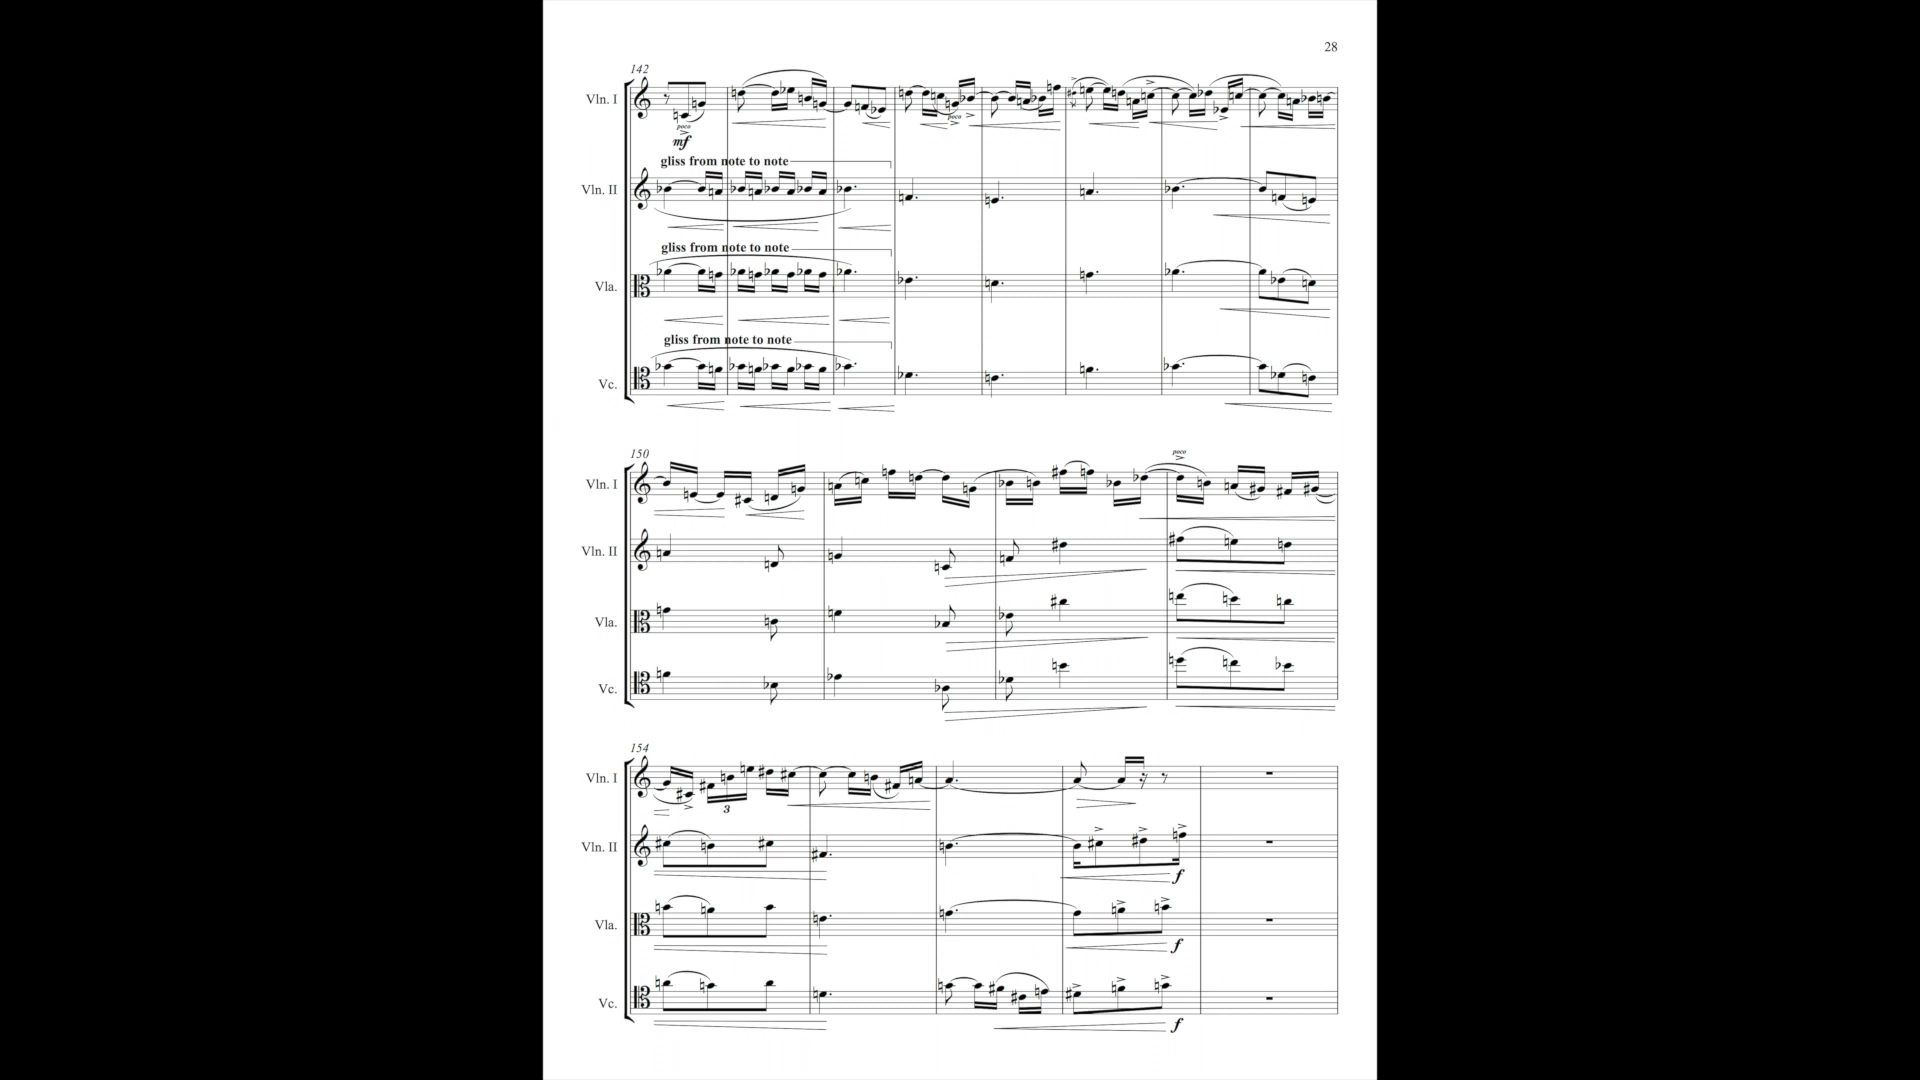 28
142
Vln. I
poco
poco
mf
gliss from note to note
Vln. II
gliss from note to note
Vla.
gliss from note to note
Vc.
150
poco
Vln. I
Vln. II
Vla.
Vc.
154
Vln. I
3
Vln. II
f
Vla.
f
Vc.
f